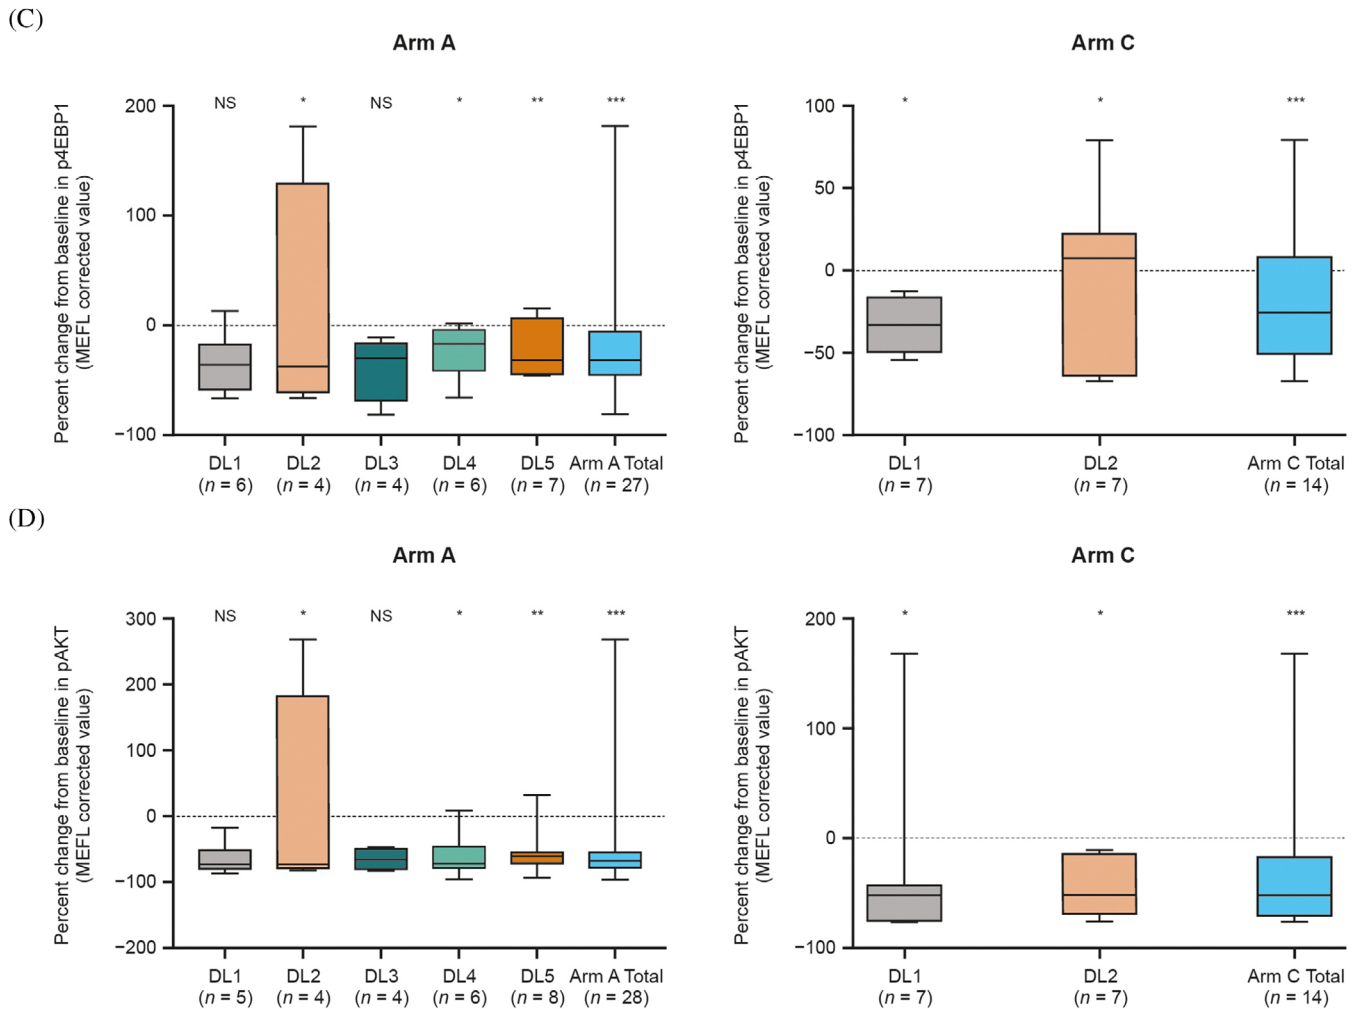 (C)
Arm A
Percent change from baseline in p4EBP1
(MEFL corrected value)
200
100
0
−100
NS * NS * ** ***
DL1 DL2 DL3 DL4 DL5 Arm A Total
(n = 6) (n = 4) (n = 4) (n = 6) (n = 7) (n = 27)
Arm C
Percent change from baseline in p4EBP1
(MEFL corrected value)
100
50
0
−50
−100
* * ***
DL1 DL2 Arm C Total
(n = 7) (n = 7) (n = 14)
(D)
Arm A
Percent change from baseline in pAKT
(MEFL corrected value)
300
200
100
0
−100
−200
NS * NS * ** ***
DL1 DL2 DL3 DL4 DL5 Arm A Total
(n = 5) (n = 4) (n = 4) (n = 6) (n = 8) (n = 28)
Arm C
Percent change from baseline in pAKT
(MEFL corrected value)
200
100
0
−100
* * ***
DL1 DL2 Arm C Total
(n = 7) (n = 7) (n = 14)